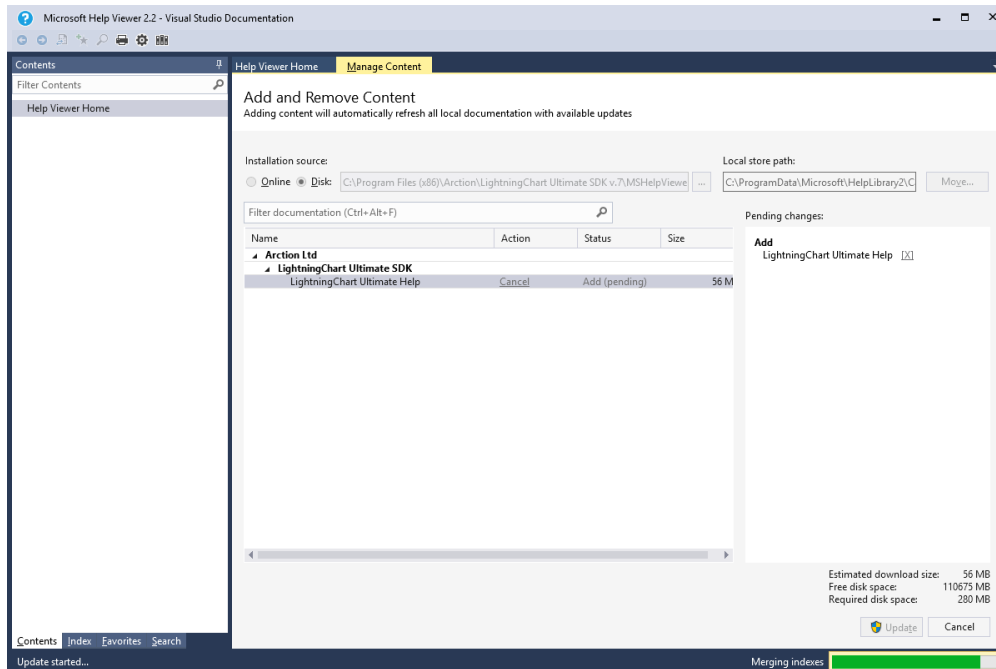 Microsoft Help Viewer 2.2 - Visual Studio Documentation
Contents
Help Viewer Home
Manage Content
Filter Contents
Help Viewer Home
Add and Remove Content
Adding content will automatically refresh all local documentation with available updates
Installation source:
Local store path:
Online
Disk:
C:\Program Files (x86)\Arction\LightningChart Ultimate SDK v.7\MSHelpViewe
...
C:\ProgramData\Microsoft\HelpLibrary2\C
Move...
Filter documentation (Ctrl+Alt+F)
Pending changes:
Name Action Status Size
Arction Ltd
LightningChart Ultimate SDK
LightningChart Ultimate Help Cancel Add (pending) 56 M
Add
LightningChart Ultimate Help [X]
Estimated download size: 56 MB
Free disk space: 110675 MB
Required disk space: 280 MB
Update Cancel
Contents Index Favorites Search
Update started...
Merging indexes